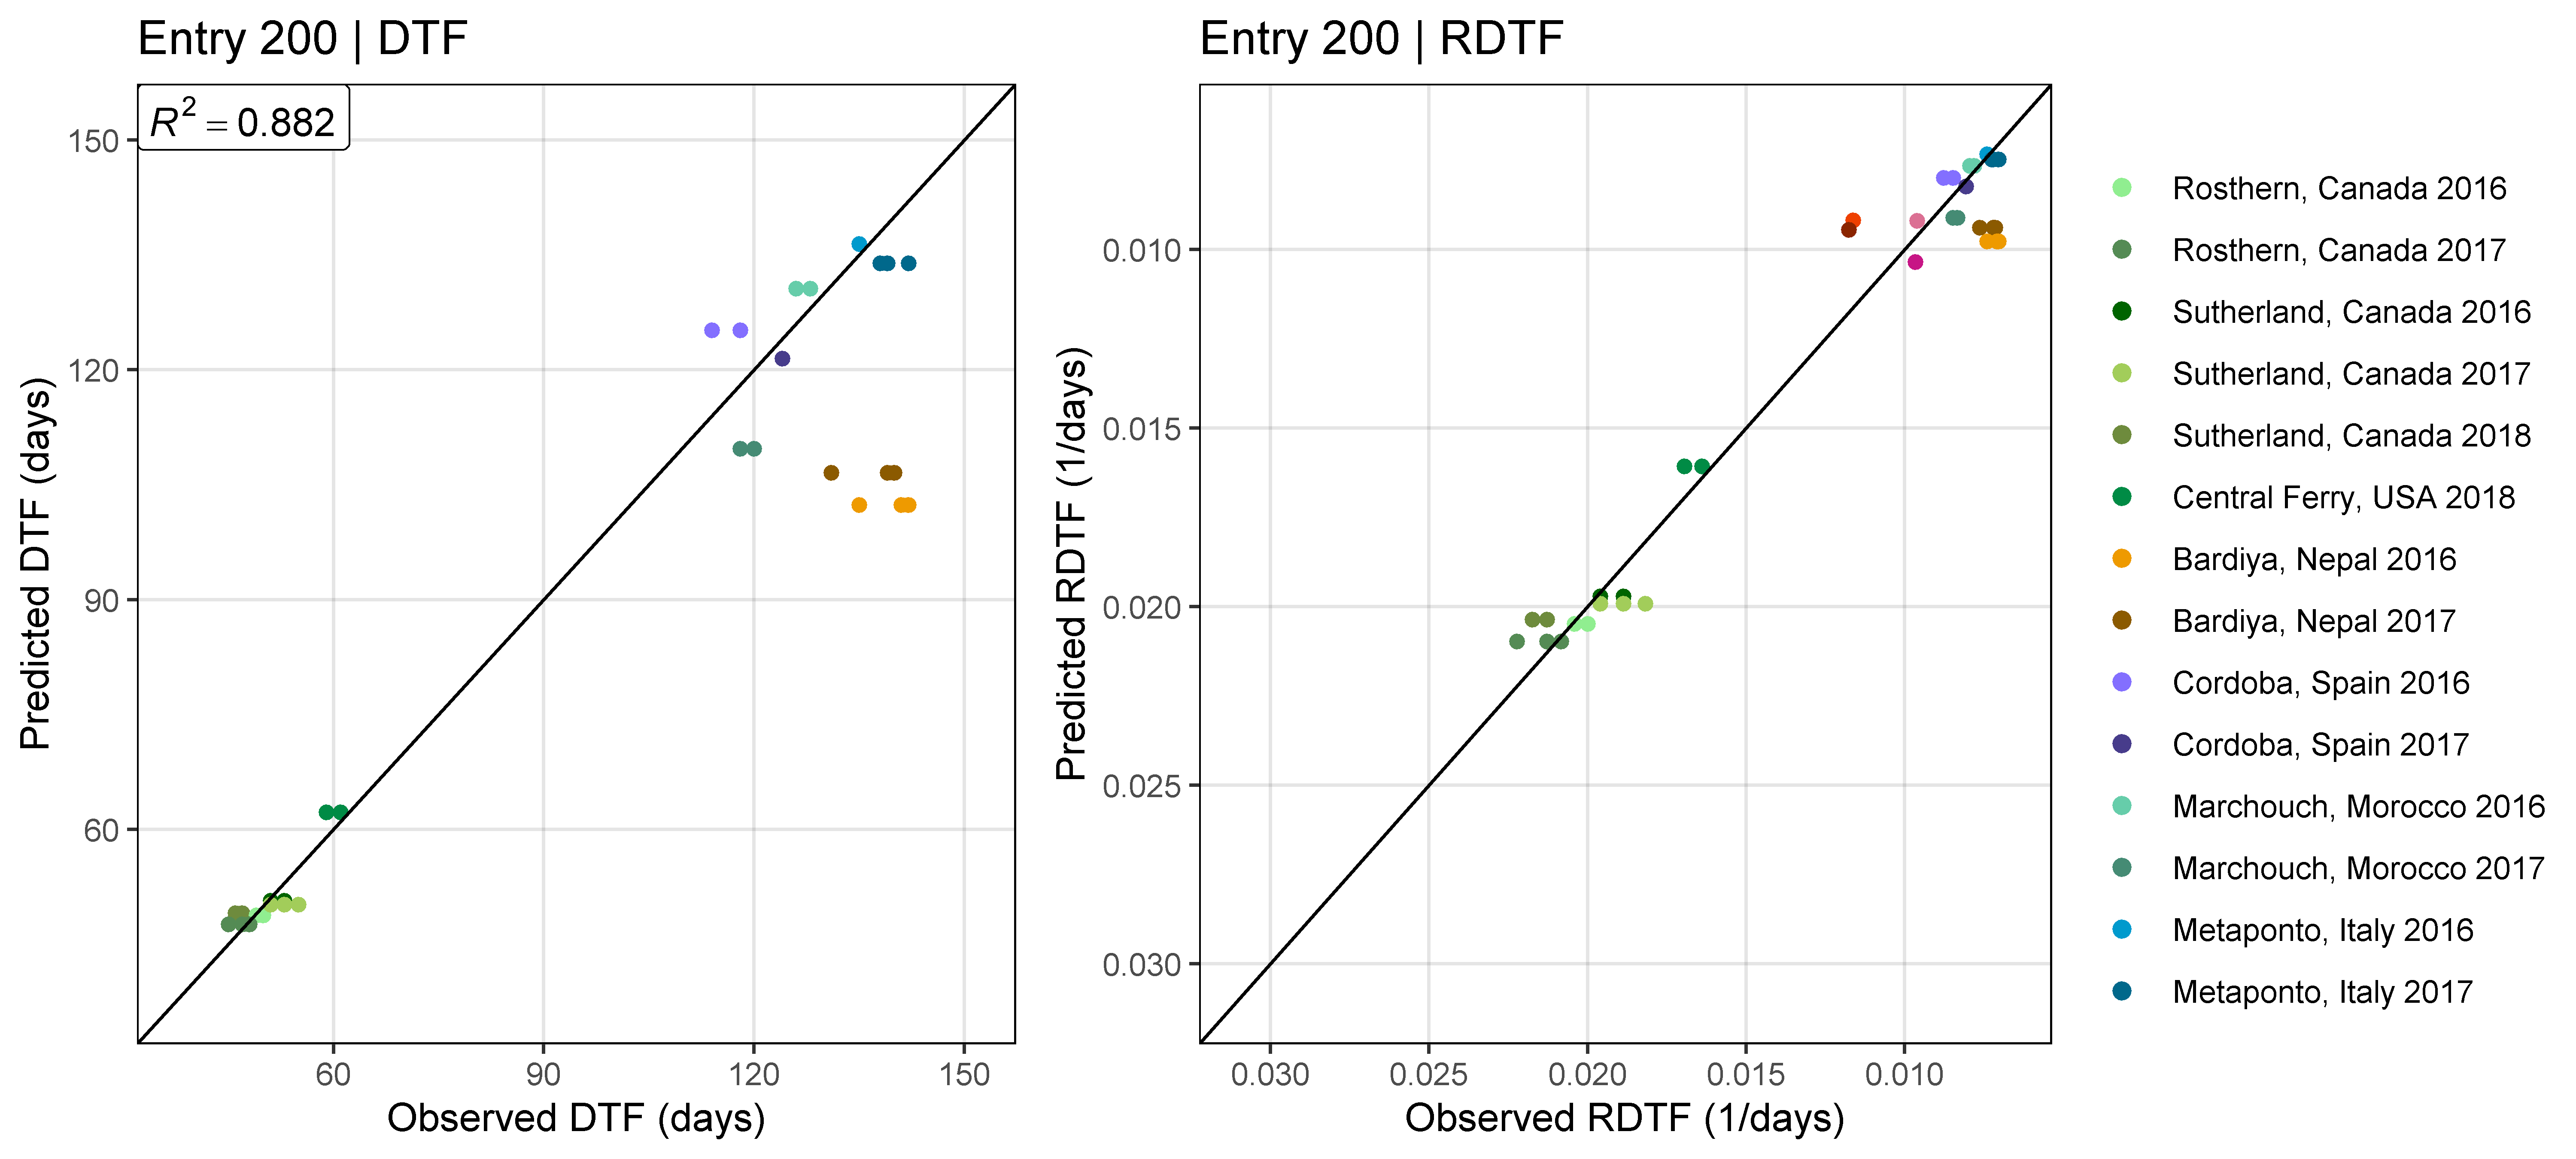 Entry 200 | DTF
R² = 0.882
150
120
90
60
60
90
120
150
Predicted DTF (days)
Observed DTF (days)
Entry 200 | RDTF
0.010
0.015
0.020
0.025
0.030
0.030
0.025
0.020
0.015
0.010
Predicted RDTF (1/days)
Observed RDTF (1/days)
Rosthern, Canada 2016
Rosthern, Canada 2017
Sutherland, Canada 2016
Sutherland, Canada 2017
Sutherland, Canada 2018
Central Ferry, USA 2018
Bardiya, Nepal 2016
Bardiya, Nepal 2017
Cordoba, Spain 2016
Cordoba, Spain 2017
Marchouch, Morocco 2016
Marchouch, Morocco 2017
Metaponto, Italy 2016
Metaponto, Italy 2017